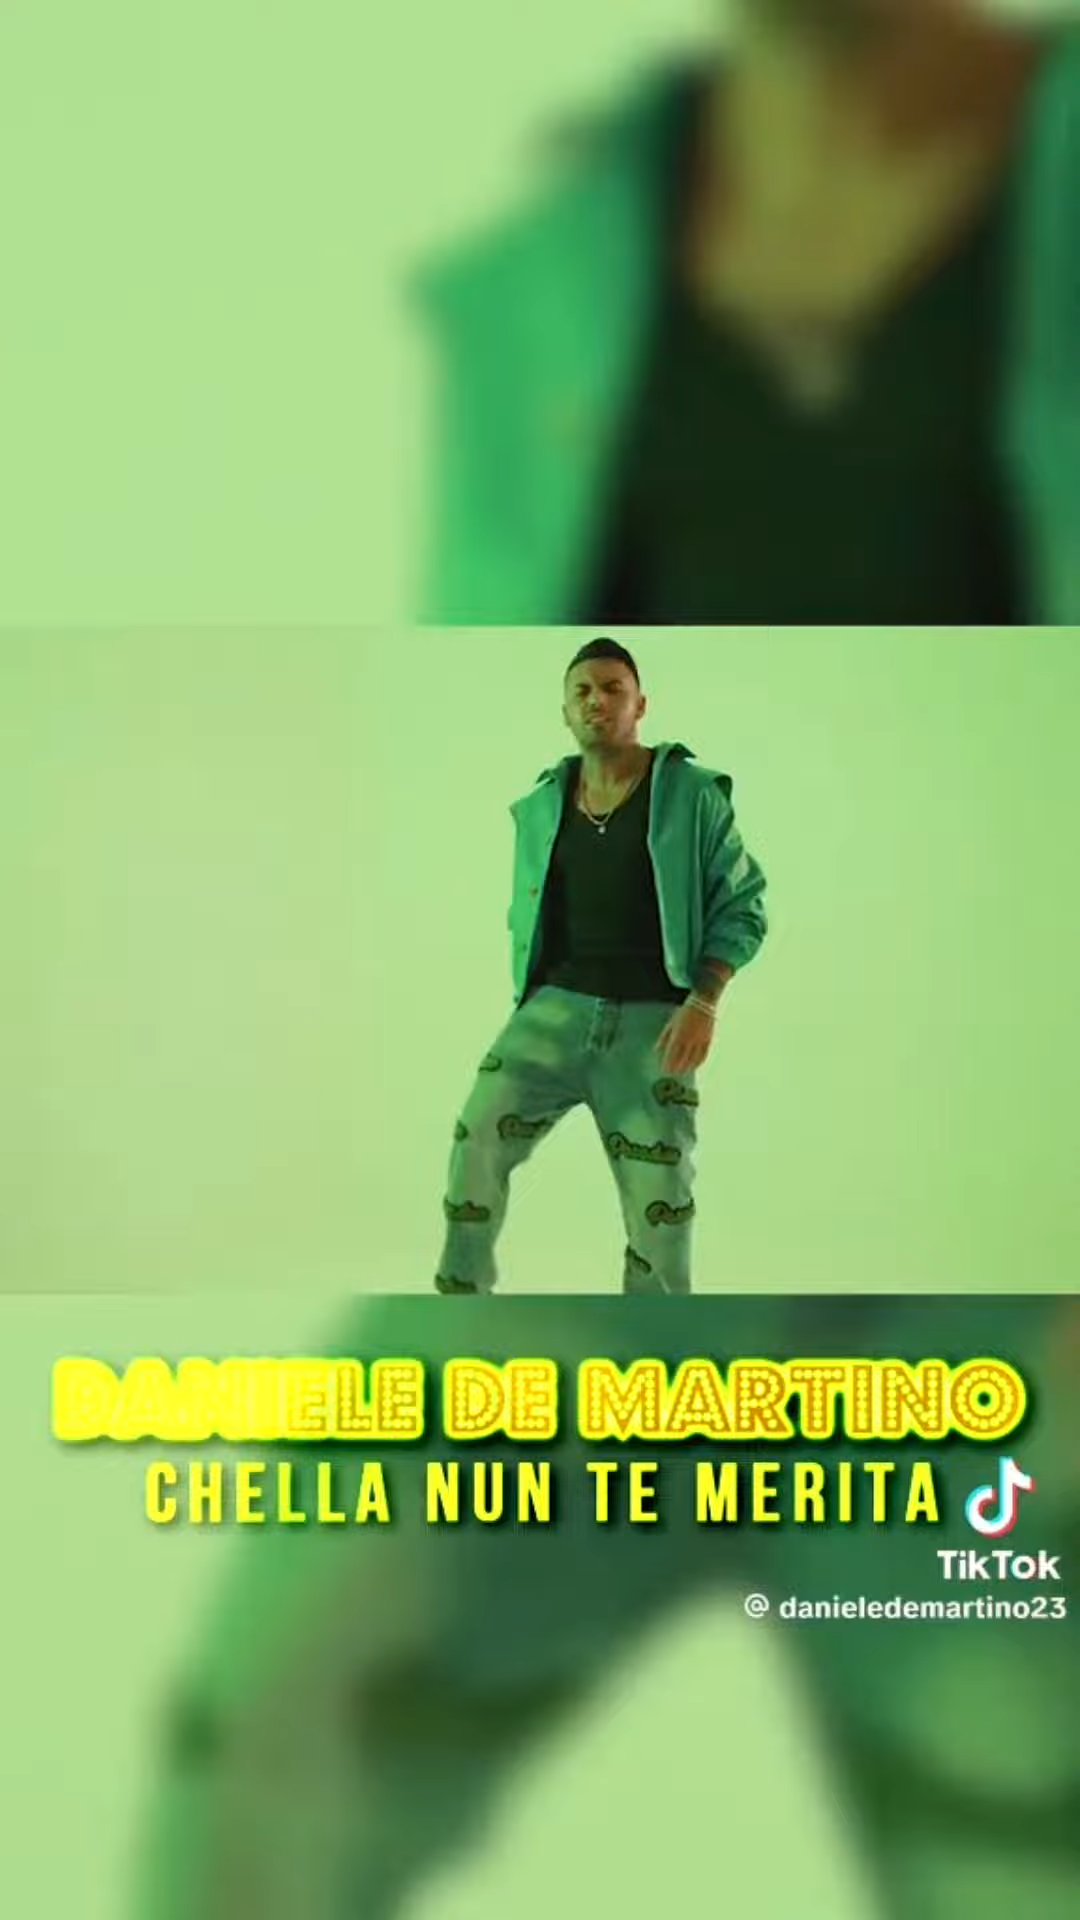 DANIELE DE MARTINO
CHELLA NUN TE MERITA
TikTok
@ danieledemartino23